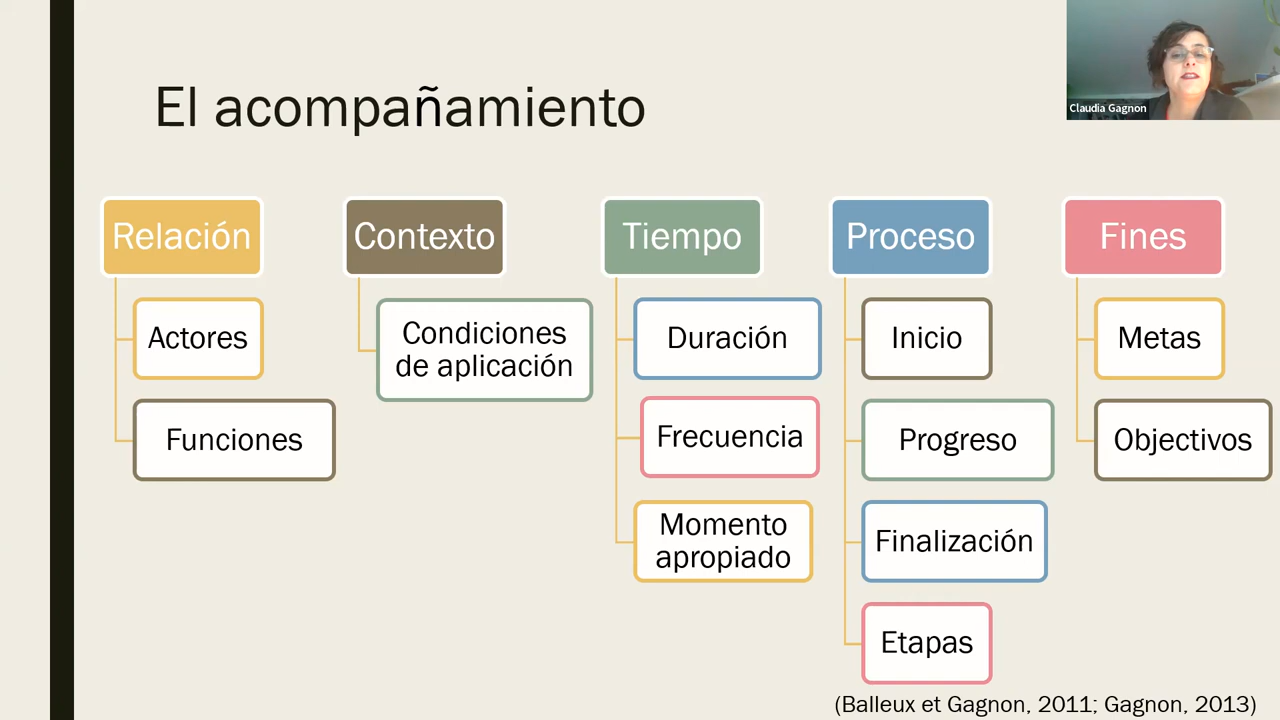 El acompañamiento
Claudia Gagnon
Relación
Actores
Funciones
Contexto
Condiciones
de aplicación
Tiempo
Duración
Frecuencia
Momento
apropiado
Proceso
Inicio
Progreso
Finalización
Etapas
Fines
Metas
Objectivos
(Balleux et Gagnon, 2011; Gagnon, 2013)